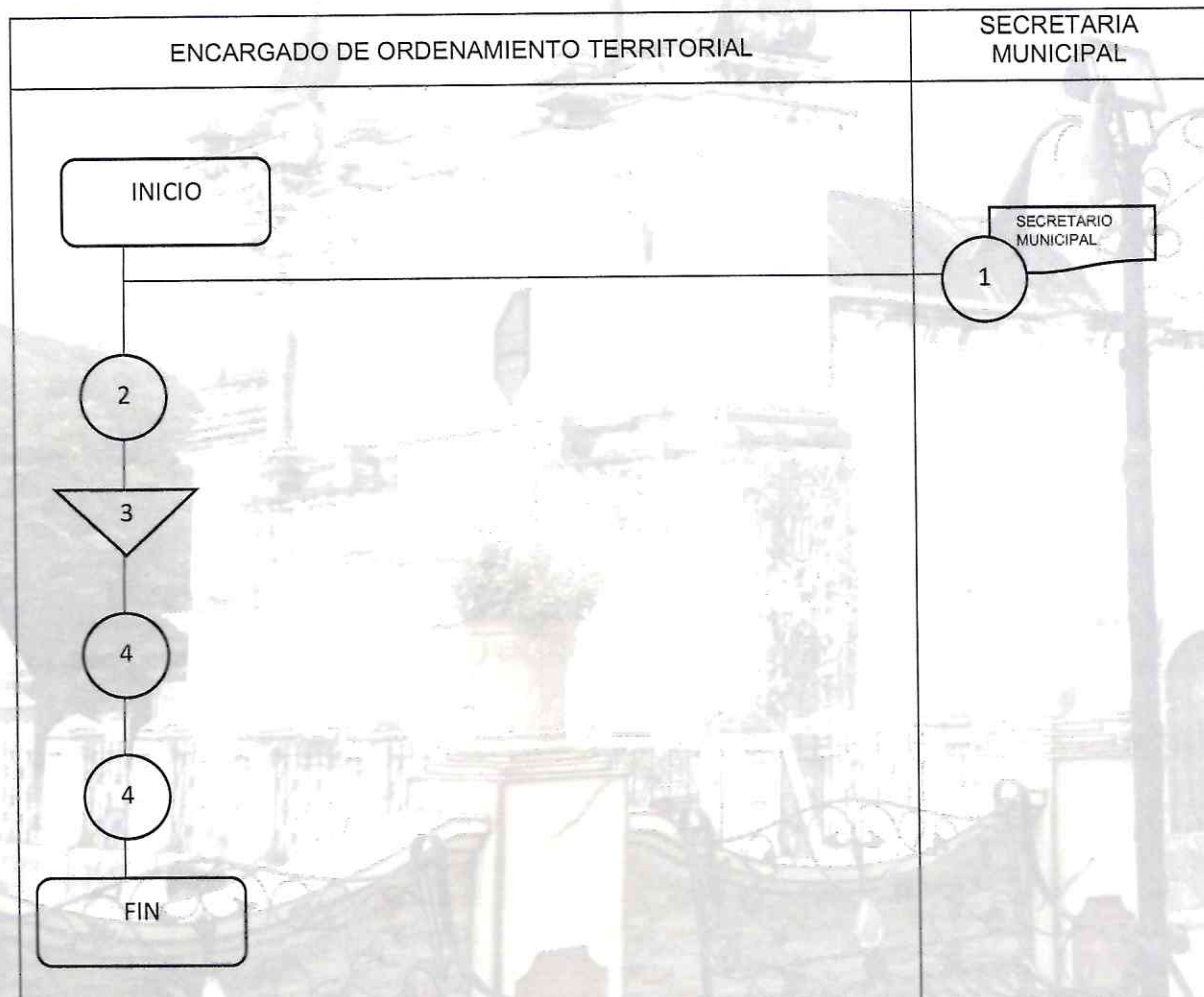 ENCARGADO DE ORDENAMIENTO TERRITORIAL
SECRETARIA
MUNICIPAL
INICIO
SECRETARIO
MUNICIPAL
1
2
3
4
4
FIN